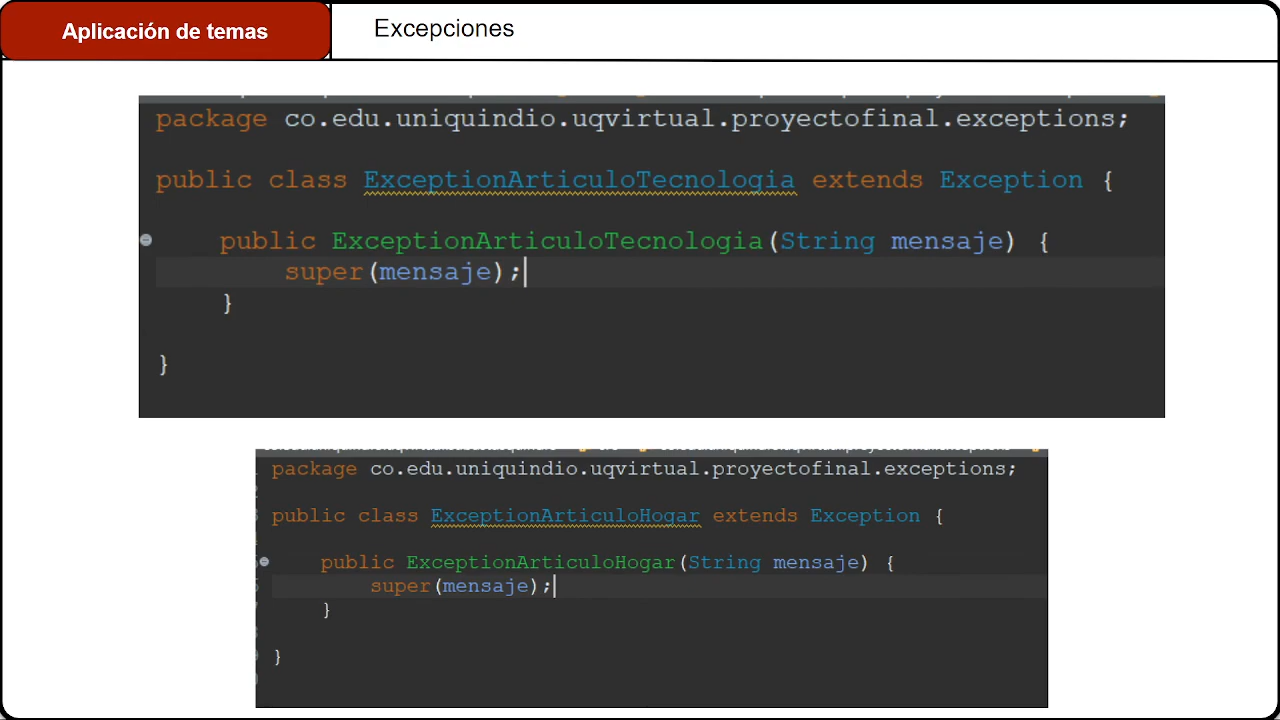 Aplicación de temas
Excepciones
package co.edu.uniquindio.uqvirtual.proyectofinal.exceptions;
public class ExceptionArticuloTecnologia extends Exception {
public ExceptionArticuloTecnologia(String mensaje) {
super(mensaje);
}
}
package co.edu.uniquindio.uqvirtual.proyectofinal.exceptions;
public class ExceptionArticuloHogar extends Exception {
public ExceptionArticuloHogar(String mensaje) {
super(mensaje);
}
}